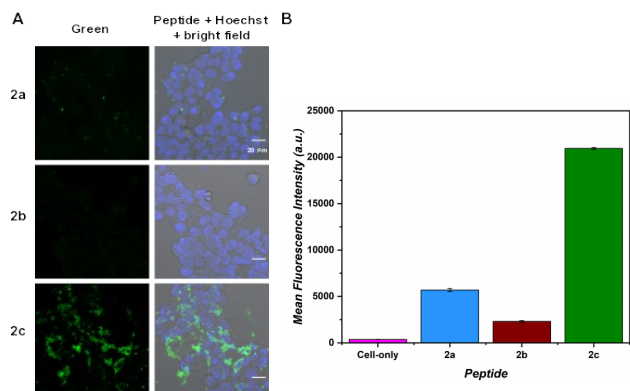 A
Green
Peptide + Hoechst
+ bright field
2a
20 µm
2b
2c
B
Mean Fluorescence Intensity (a.u.)
25000
20000
15000
10000
5000
0
Cell-only 2a 2b 2c
Peptide